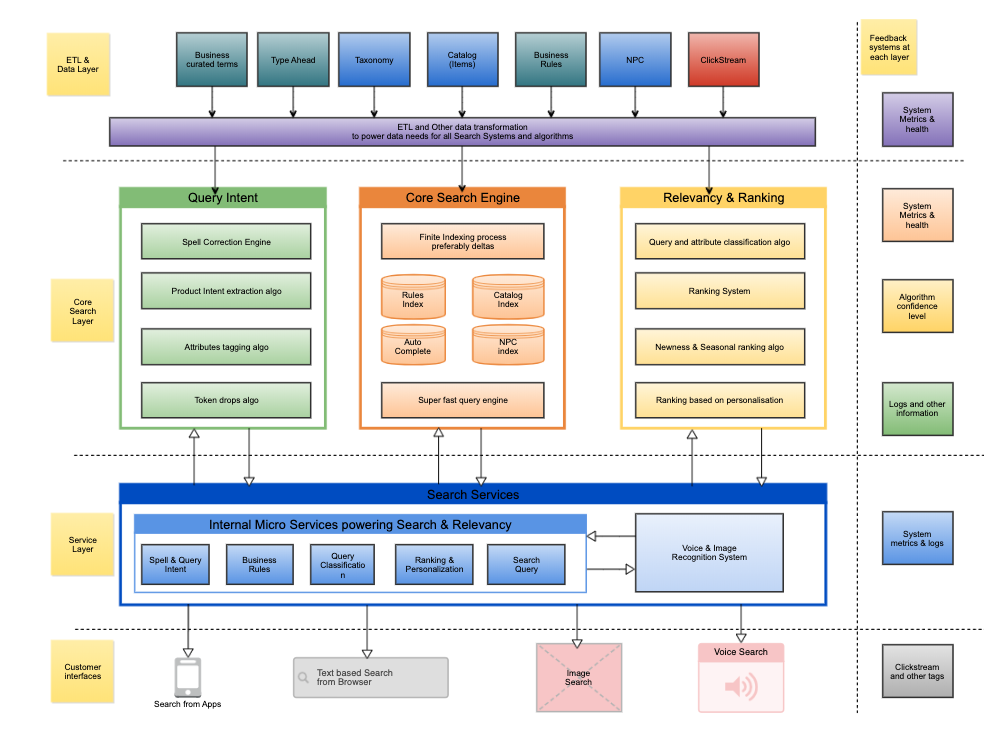 ETL &
Data Layer
Business
curated terms
Type Ahead
Taxonomy
Catalog
(Items)
Business
Rules
NPC
ClickStream
Feedback
systems at
each layer
ETL and Other data transformation
to power data needs for all Search Systems and algorithms
System
Metrics &
health
Core
Search
Layer
Query Intent
Spell Correction Engine
Product Intent extraction algo
Attributes tagging algo
Token drops algo
Core Search Engine
Finite Indexing process
preferably deltas
Rules
Index
Catalog
Index
Auto
Complete
NPC
index
Super fast query engine
Relevancy & Ranking
Query and attribute classification algo
Ranking System
Newness & Seasonal ranking algo
Ranking based on personalisation
System
Metrics &
health
Algorithm
confidence
level
Logs and other
information
Service
Layer
Search Services
Internal Micro Services powering Search & Relevancy
Spell & Query
Intent
Business
Rules
Query
Classificatio
n
Ranking &
Personalization
Search
Query
Voice & Image
Recognition System
System
metrics & logs
Customer
interfaces
Search from Apps
Text based Search
from Browser
Image
Search
Voice Search
Clickstream
and other tags